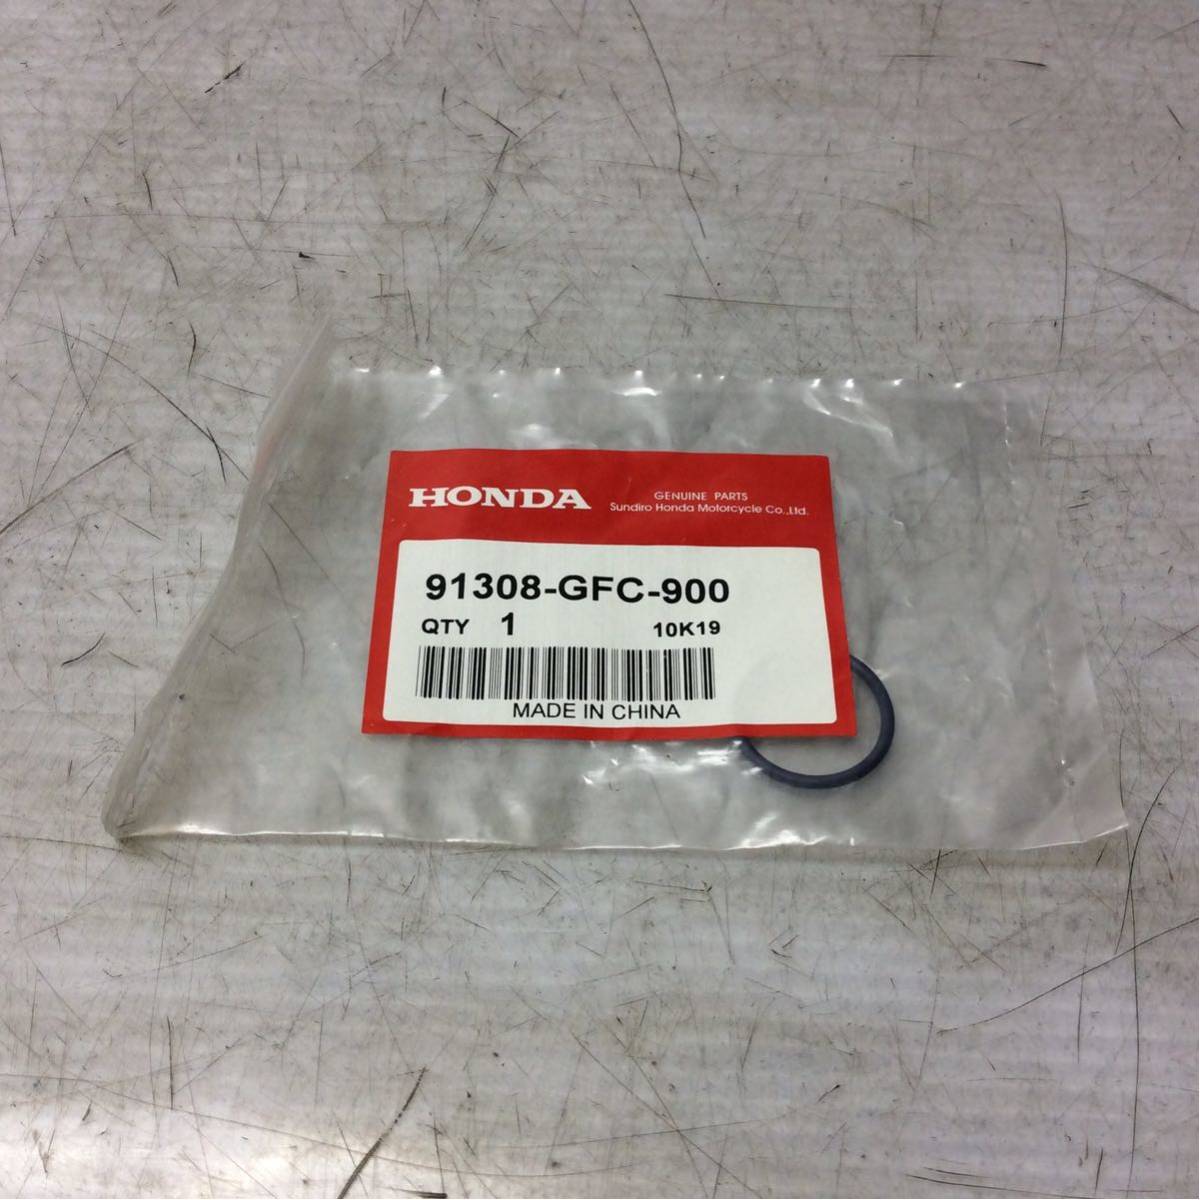 HONDA
GENUINE PARTS
Sundiro Honda Motorcycle Co.,Ltd.
91308-GFC-900
QTY 1 10K19
MADE IN CHINA